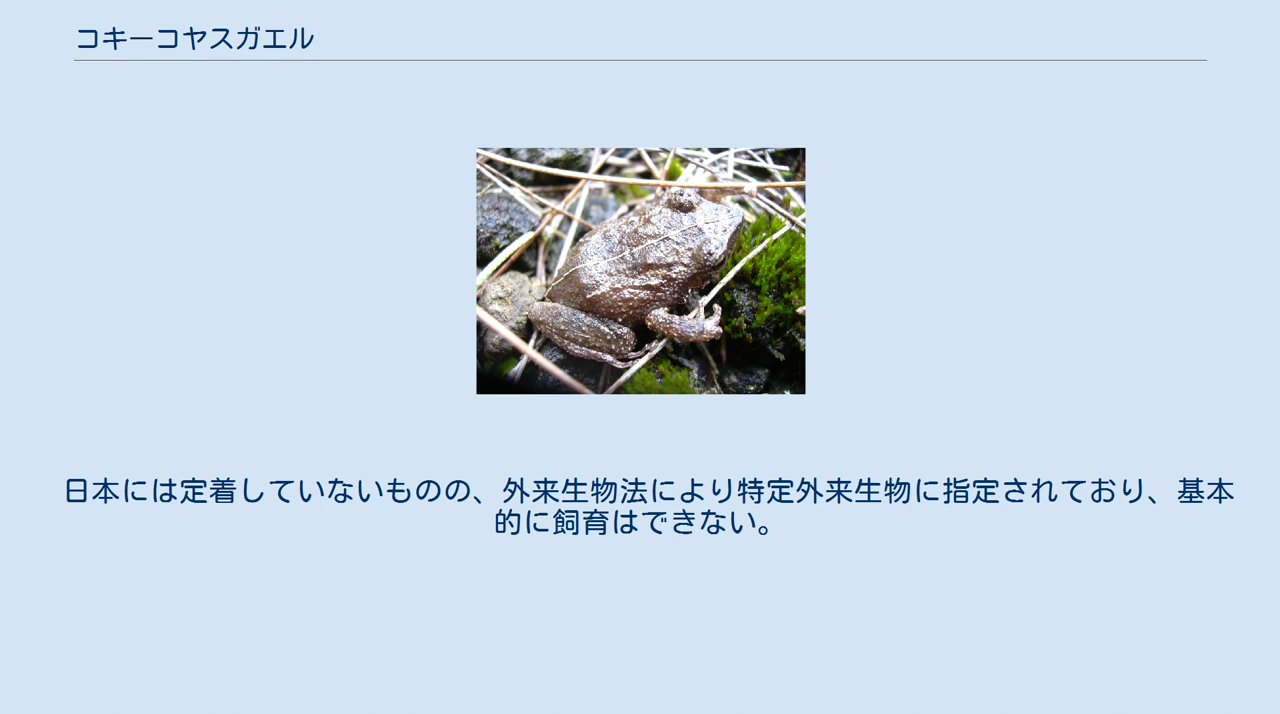 コキーコヤスガエル
日本には定着していないものの、外来生物法により特定外来生物に指定されており、基本
的に飼育はできない。